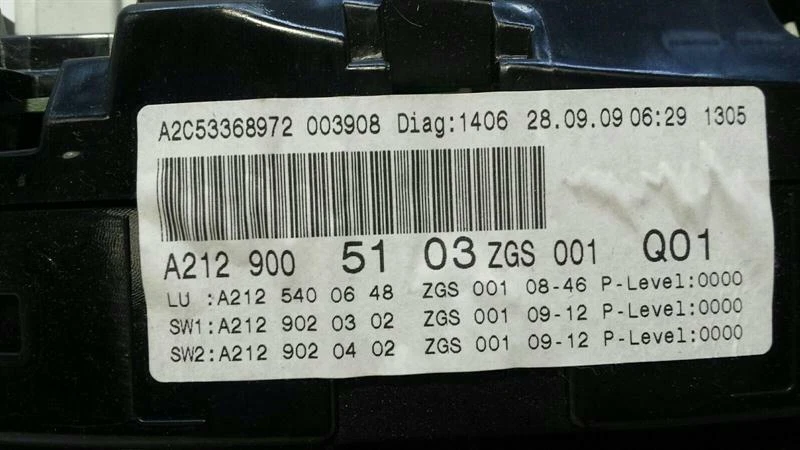 A2C53368972 003908 Diag:1406 28.09.09 06:29 1305
A212 900 51 03 ZGS 001 Q01
LU :A212 540 06 48 ZGS 001 08-46 P-Level:0000
SW1:A212 902 03 02 ZGS 001 09-12 P-Level:0000
SW2:A212 902 04 02 ZGS 001 09-12 P-Level:0000